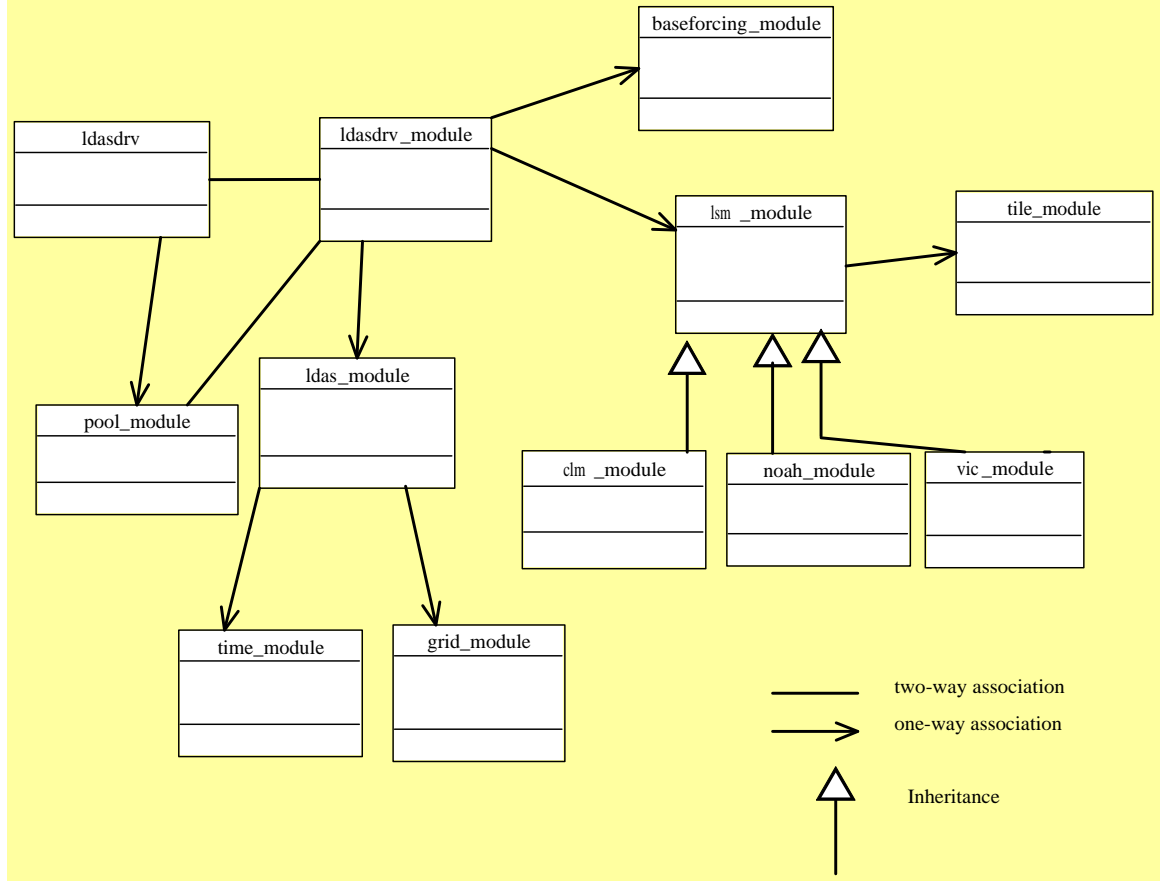 baseforcing_module
ldasdrv
ldasdrv_module
lsm _module
tile_module
ldas_module
pool_module
clm _module
noah_module
vic_module
time_module
grid_module
two-way association
one-way association
Inheritance